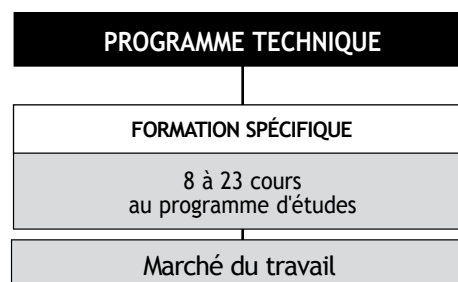 PROGRAMME TECHNIQUE
FORMATION SPÉCIFIQUE
8 à 23 cours
au programme d'études
Marché du travail